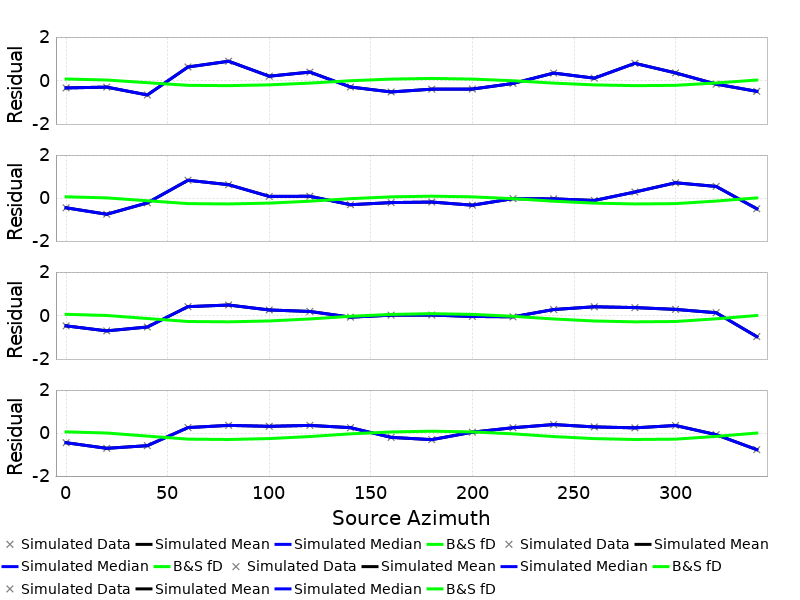 2
0
-2
Residual
2
0
-2
Residual
2
0
-2
Residual
2
0
-2
Residual
0 50 100 150 200 250 300
Source Azimuth
× Simulated Data Simulated Mean Simulated Median B&S fD × Simulated Data Simulated Mean
Simulated Median B&S fD × Simulated Data Simulated Mean Simulated Median B&S fD
× Simulated Data Simulated Mean Simulated Median B&S fD